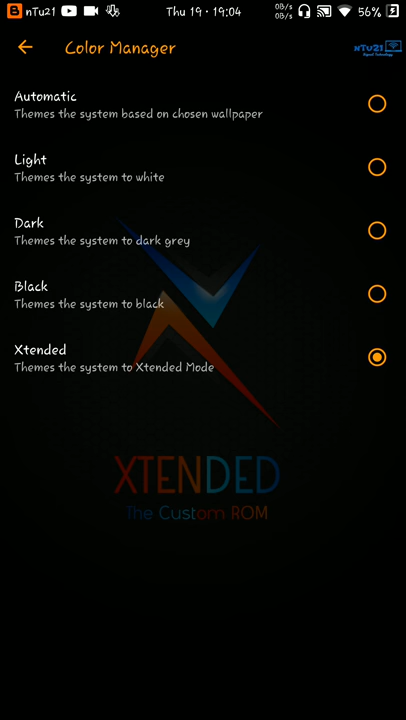 nTu21 Thu 19 • 19:04 0B/s 0B/s 56%
Color Manager
nTu21
Automatic
Themes the system based on chosen wallpaper
Light
Themes the system to white
Dark
Themes the system to dark grey
Black
Themes the system to black
Xtended
Themes the system to Xtended Mode
XTENDED
The Custom ROM